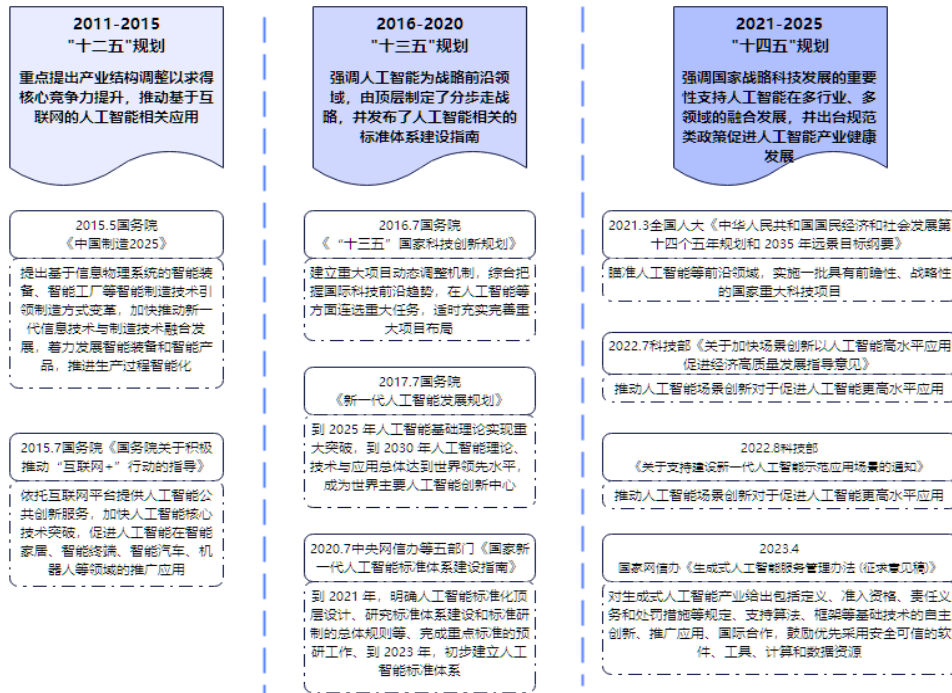 2011-2015
"十二五"规划
重点提出产业结构调整以求得
核心竞争力提升，推动基于互
联网的人工智能相关应用
2015.5国务院
《中国制造2025》
提出基于信息物理系统的智能装
备、智能工厂等智能制造技术引
领制造方式变革，加快推动新一
代信息技术与制造技术融合发
展，着力发展智能装备和智能产
品，推进生产过程智能化
2015.7国务院《国务院关于积极
推动“互联网+”行动的指导》
依托互联网平台提供人工智能公
共创新服务，加快人工智能核心
技术突破，促进人工智能在智能
家居、智能终端、智能汽车、机
器人等领域的推广应用
2016-2020
"十三五"规划
强调人工智能为战略前沿领
域，由顶层制定了分步走战
略，并发布了人工智能相关的
标准体系建设指南
2016.7国务院
《“十三五”国家科技创新规划》
建立重大项目动态调整机制，综合把
握国际科技前沿趋势，在人工智能等
方面连选重大任务，适时充实完善重
大项目布局
2017.7国务院
《新一代人工智能发展规划》
到 2025 年人工智能基础理论实现重
大突破，到 2030 年人工智能理论、
技术与应用总体达到世界领先水平，
成为世界主要人工智能创新中心
2020.7中央网信办等五部门《国家新
一代人工智能标准体系建设指南》
到 2021 年，明确人工智能标准化顶
层设计、研究标准体系建设和标准研
制的总体规则等、完成重点标准的预
研工作、到 2023 年，初步建立人工
智能标准体系
2021-2025
"十四五"规划
强调国家战略科技发展的重要
性支持人工智能在多行业、多
领域的融合发展，并出台规范
类政策促进人工智能产业健康
发展
2021.3全国人大《中华人民共和国国民经济和社会发展第
十四个五年规划和 2035 年远景目标纲要》
瞄准人工智能等前沿领域，实施一批具有前瞻性、战略性
的国家重大科技项目
2022.7科技部《关于加快场景创新以人工智能高水平应用
促进经济高质量发展指导意见》
推动人工智能场景创新对于促进人工智能更高水平应用
2022.8科技部
《关于支持建设新一代人工智能示范应用场景的通知》
推动人工智能场景创新对于促进人工智能更高水平应用
2023.4
国家网信办《生成式人工智能服务管理办法 (征求意见稿)》
对生成式人工智能产业给出包括定义、准入资格、责任义
务和处罚措施等规定、支持算法、框架等基础技术的自主
创新、推广应用、国际合作，鼓励优先采用安全可信的软
件、工具、计算和数据资源